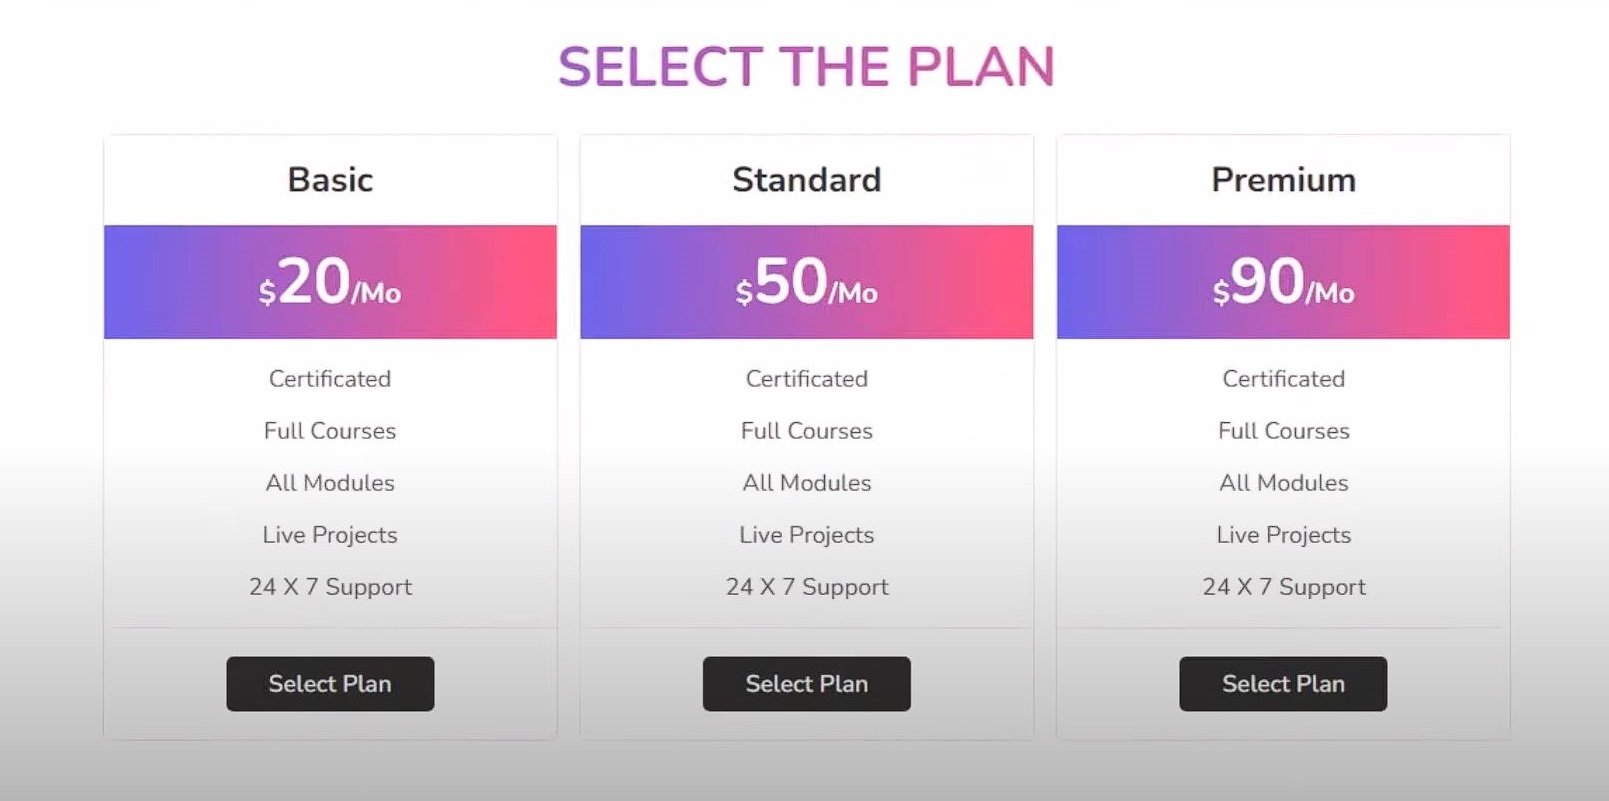 SELECT THE PLAN
Basic
$20/Mo
Certificated
Full Courses
All Modules
Live Projects
24 X 7 Support
Select Plan
Standard
$50/Mo
Certificated
Full Courses
All Modules
Live Projects
24 X 7 Support
Select Plan
Premium
$90/Mo
Certificated
Full Courses
All Modules
Live Projects
24 X 7 Support
Select Plan